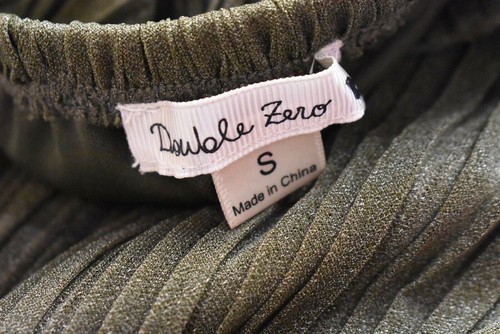 Double Zero
S
Made in China